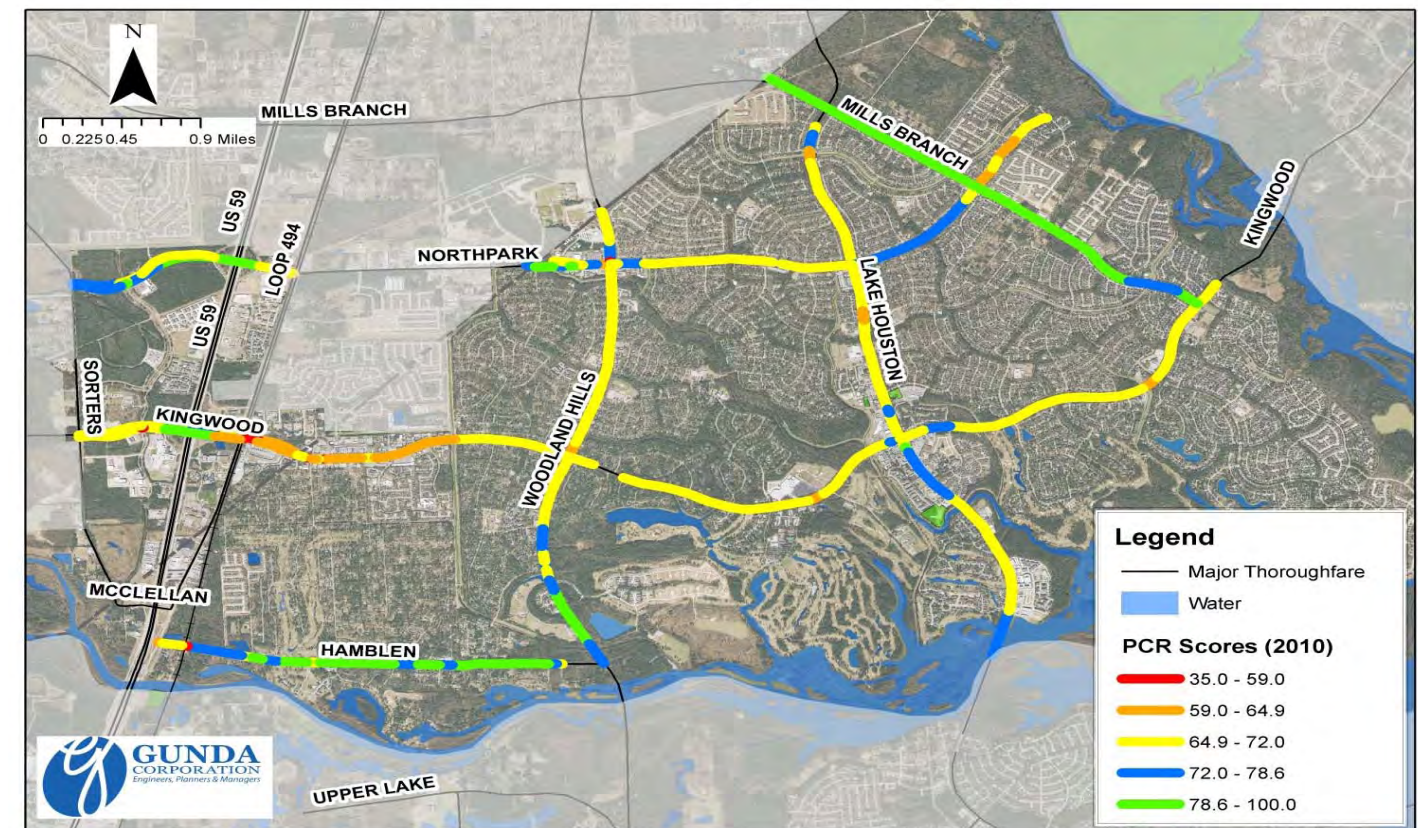 N
0 0.225 0.45 0.9 Miles
MILLS BRANCH
MILLS BRANCH
KINGWOOD
US 59
LOOP 494
NORTHPARK
US 59
LAKE HOUSTON
SORTERS
KINGWOOD
WOODLAND HILLS
MCCLELLAN
HAMBLEN
UPPER LAKE
GUNDA
CORPORATION
Engineers, Planners & Managers
Legend
Major Thoroughfare
Water
PCR Scores (2010)
35.0 - 59.0
59.0 - 64.9
64.9 - 72.0
72.0 - 78.6
78.6 - 100.0